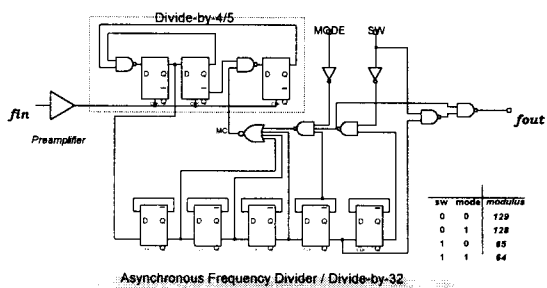 Divide-by-4/5
MODE SW
fin
Preamplifier
MC
fout
sw mode modulus
0 0 129
0 1 128
1 0 65
1 1 64
Asynchronous Frequency Divider / Divide-by-32